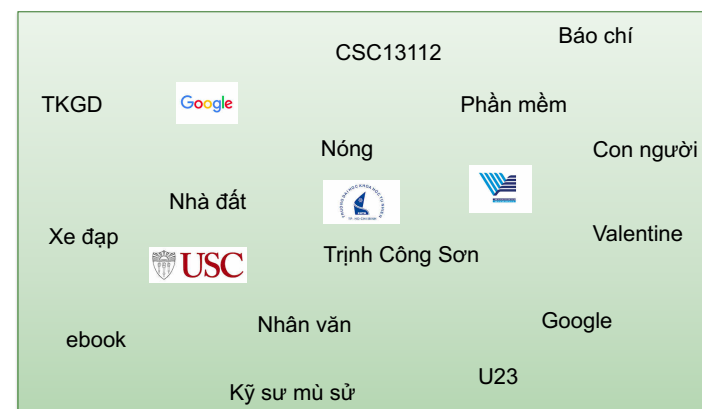 Báo chí
CSC13112
TKGD
Google
Phần mềm
Nóng
Con người
Nhà đất
Xe đạp
USC
Trịnh Công Sơn
Valentine
Nhân văn
Google
ebook
U23
Kỹ sư mù sử